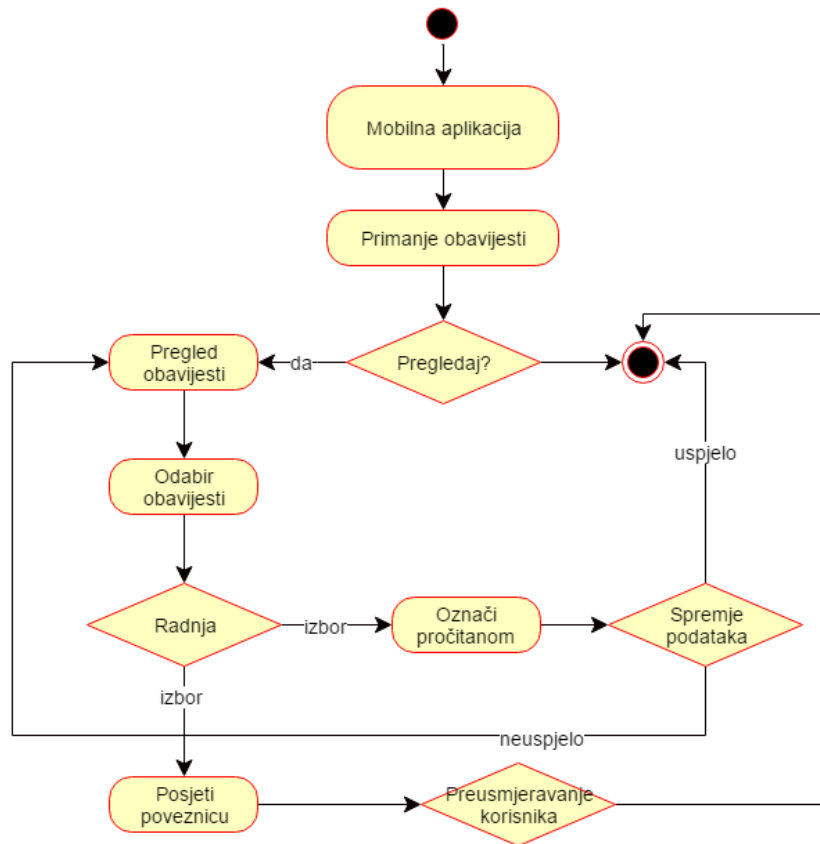 Mobilna aplikacija
Primanje obavijesti
Pregled
obavijesti
da
Pregledaj?
uspjelo
Odabir
obavijesti
Radnja
izbor
Označi
pročitanom
Spremje
podataka
izbor
neuspjelo
Posjeti
poveznicu
Preusmjeravanje
korisnika